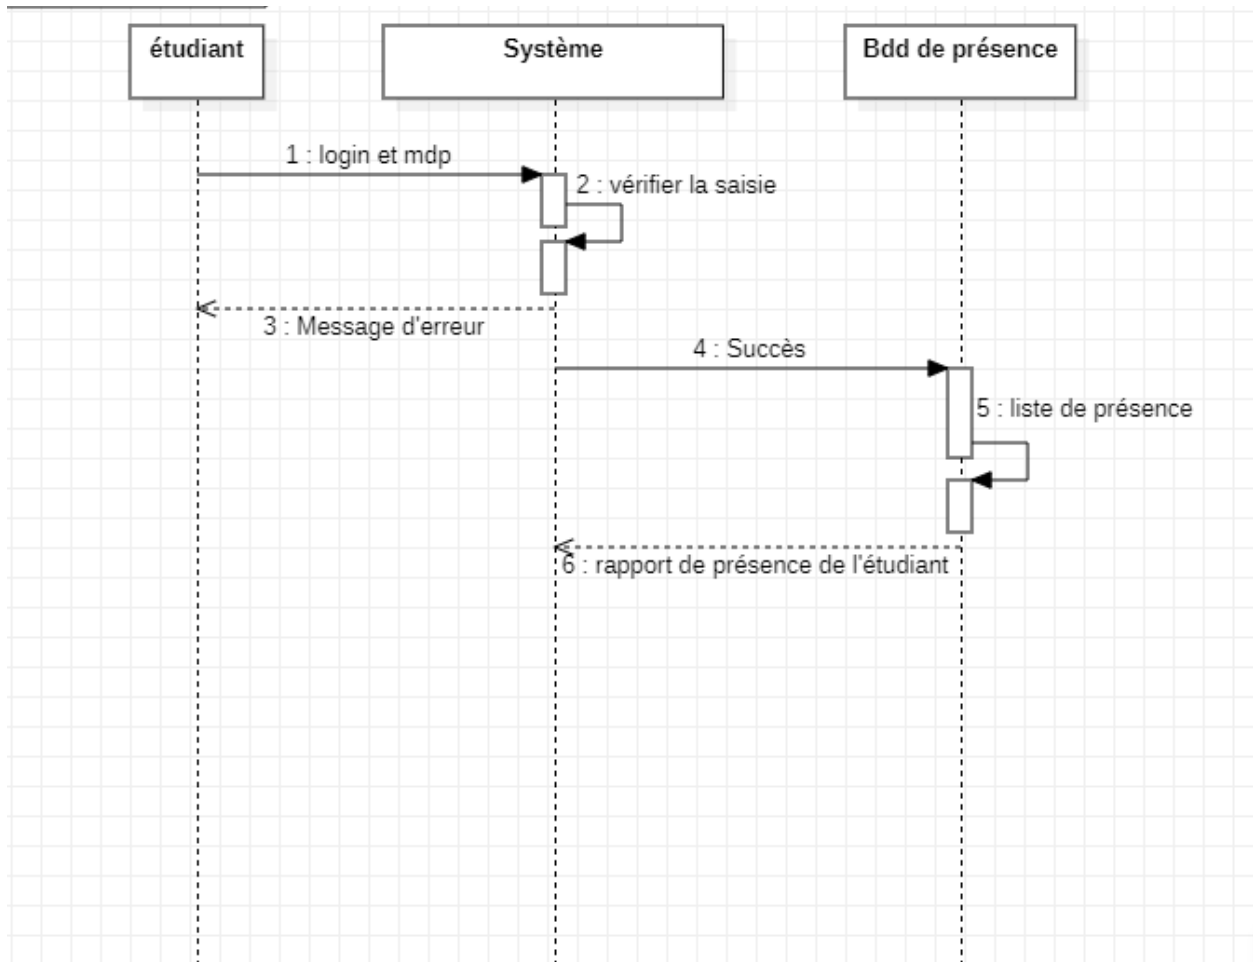 étudiant
Système
Bdd de présence
1 : login et mdp
2 : vérifier la saisie
3 : Message d'erreur
4 : Succès
5 : liste de présence
6 : rapport de présence de l'étudiant